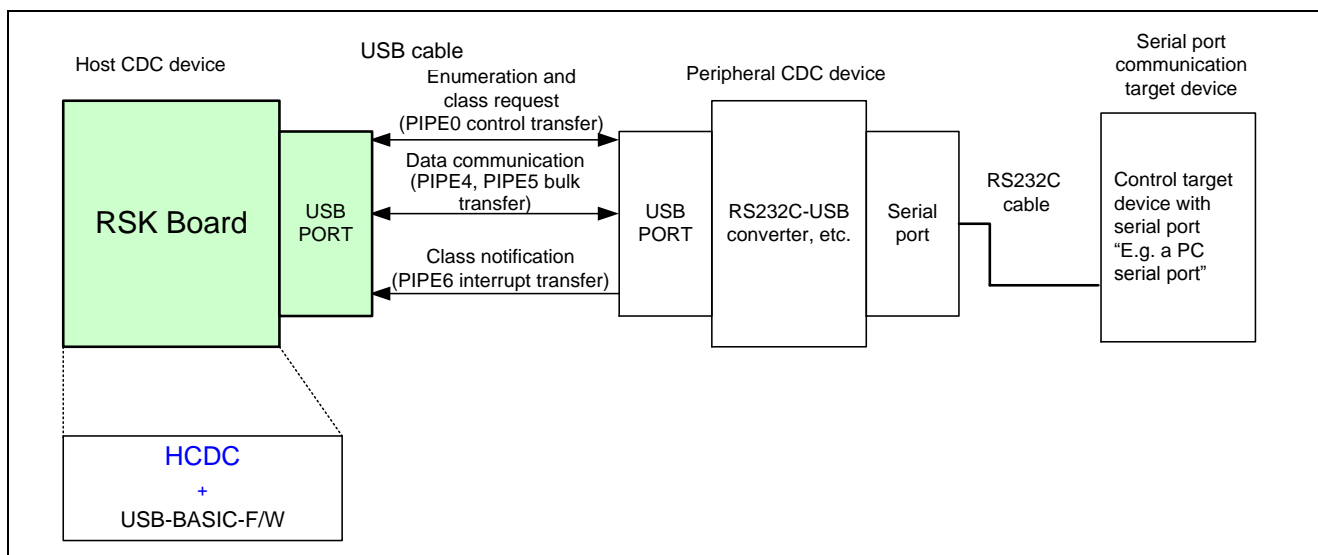 Host CDC device
RSK Board
USB
PORT
HCDC
+
USB-BASIC-F/W
USB cable
Enumeration and
class request
(PIPE0 control transfer)
Data communication
(PIPE4, PIPE5 bulk
transfer)
Class notification
(PIPE6 interrupt transfer)
Peripheral CDC device
USB
PORT
RS232C-USB
converter, etc.
Serial
port
RS232C
cable
Serial port
communication
target device
Control target
device with
serial port
“E.g. a PC
serial port”